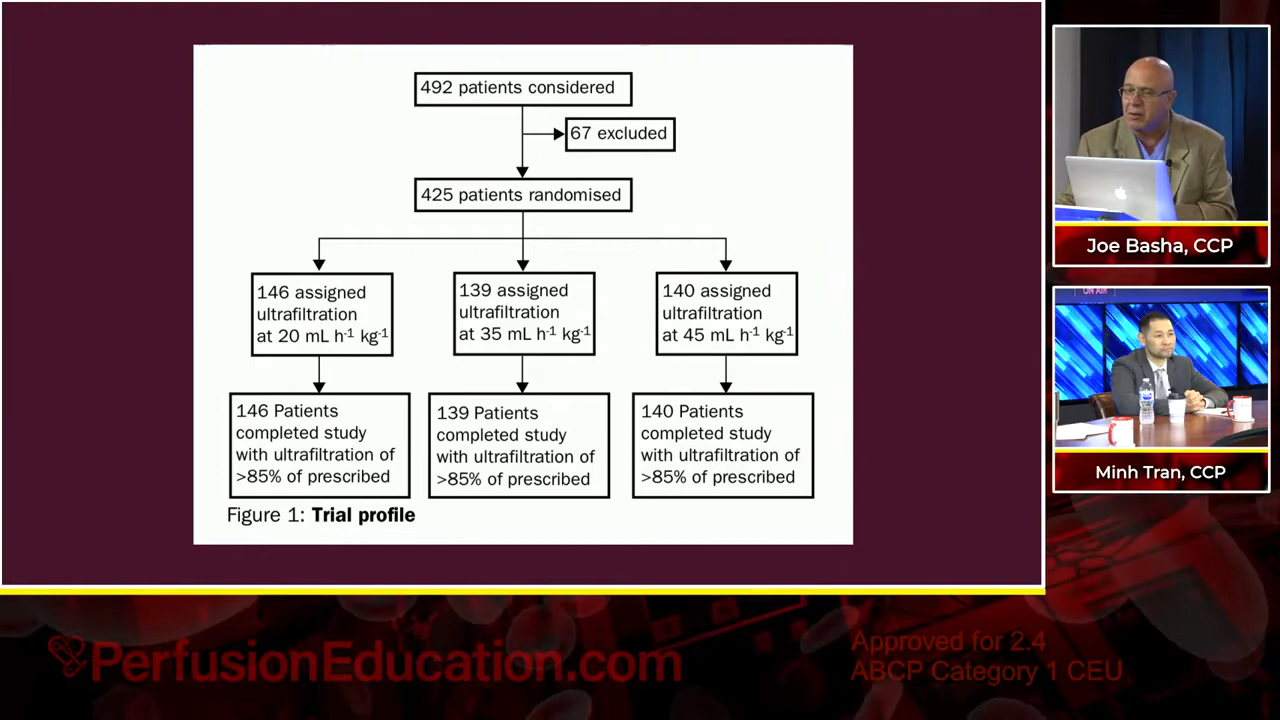 492 patients considered
67 excluded
425 patients randomised
146 assigned
ultrafiltration
at 20 mL h⁻¹ kg⁻¹
139 assigned
ultrafiltration
at 35 mL h⁻¹ kg⁻¹
140 assigned
ultrafiltration
at 45 mL h⁻¹ kg⁻¹
146 Patients
completed study
with ultrafiltration of
>85% of prescribed
139 Patients
completed study
with ultrafiltration of
>85% of prescribed
140 Patients
completed study
with ultrafiltration of
>85% of prescribed
Figure 1: Trial profile
Joe Basha, CCP
ON AIR
Minh Tran, CCP
PerfusionEducation.com
Approved for 2.4
ABCP Category 1 CEU